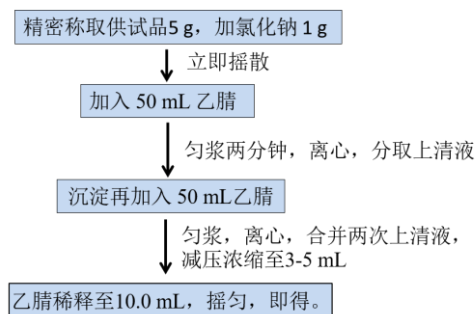 精密称取供试品5 g，加氯化钠 1 g
立即摇散
加入 50 mL 乙腈
匀浆两分钟，离心，分取上清液
沉淀再加入 50 mL乙腈
匀浆，离心，合并两次上清液，
减压浓缩至3-5 mL
乙腈稀释至10.0 mL，摇匀，即得。